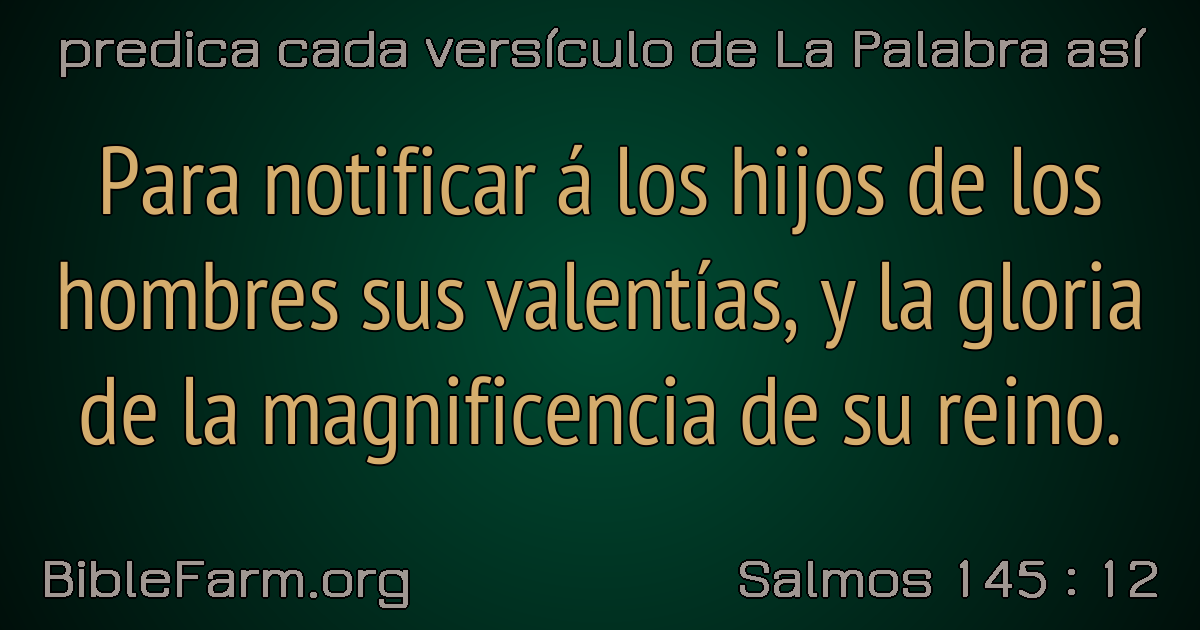 predica cada versículo de La Palabra así
Para notificar á los hijos de los
hombres sus valentías, y la gloria
de la magnificencia de su reino.
BibleFarm.org
Salmos 145 : 12